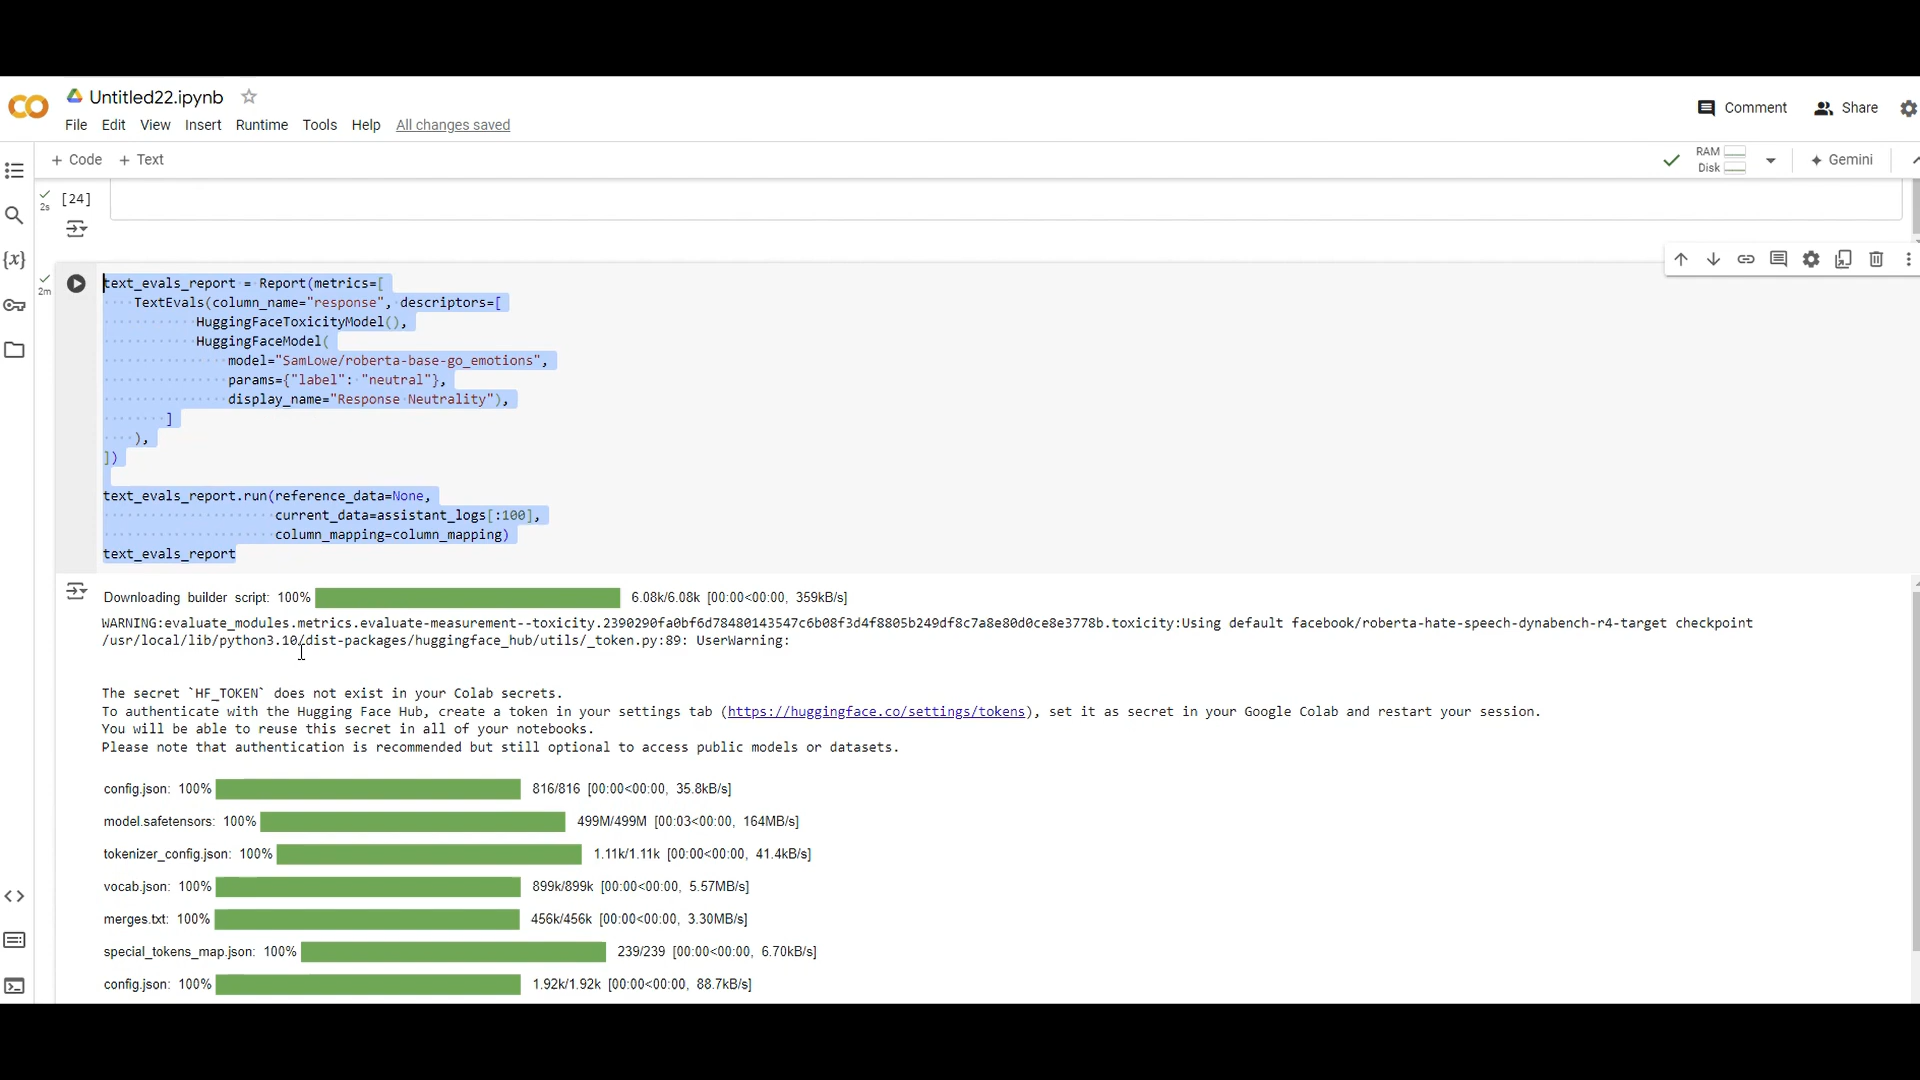 Untitled22.ipynb
Comment
Share
File Edit View Insert Runtime Tools Help All changes saved
+ Code + Text
RAM
Disk
Gemini
2s
[24]
{x}
2m
text_evals_report = Report(metrics=[
TextEvals(column_name="response", descriptors=[
HuggingFaceToxicityModel(),
HuggingFaceModel(
model="SamLowe/roberta-base-go_emotions",
params={"label": "neutral"},
display_name="Response Neutrality"),
]
),
])
text_evals_report.run(reference_data=None,
current_data=assistant_logs[:100],
column_mapping=column_mapping)
text_evals_report
Downloading builder script: 100% 6.08k/6.08k [00:00<00:00, 359kB/s]
WARNING:evaluate_modules.metrics.evaluate-measurement--toxicity.2390290fa0bf6d78480143547c6b08f3d4f8805b249df8c7a8e80d0ce8e3778b.toxicity:Using default facebook/roberta-hate-speech-dynabench-r4-target checkpoint
/usr/local/lib/python3.10/dist-packages/huggingface_hub/utils/_token.py:89: UserWarning:
The secret `HF_TOKEN` does not exist in your Colab secrets.
To authenticate with the Hugging Face Hub, create a token in your settings tab (https://huggingface.co/settings/tokens), set it as secret in your Google Colab and restart your session.
You will be able to reuse this secret in all of your notebooks.
Please note that authentication is recommended but still optional to access public models or datasets.
config.json: 100% 816/816 [00:00<00:00, 35.8kB/s]
model.safetensors: 100% 499M/499M [00:03<00:00, 164MB/s]
tokenizer_config.json: 100% 1.11k/1.11k [00:00<00:00, 41.4kB/s]
vocab.json: 100% 899k/899k [00:00<00:00, 5.57MB/s]
merges.txt: 100% 456k/456k [00:00<00:00, 3.30MB/s]
special_tokens_map.json: 100% 239/239 [00:00<00:00, 6.70kB/s]
config.json: 100% 1.92k/1.92k [00:00<00:00, 88.7kB/s]